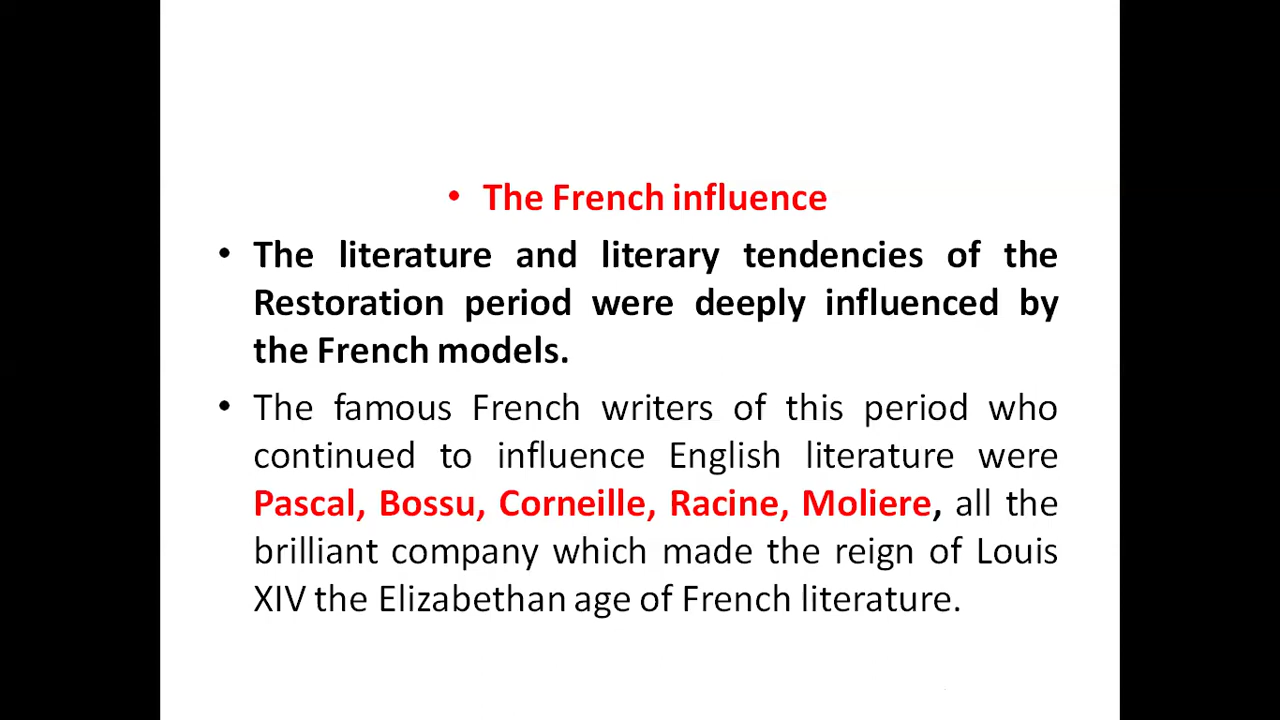 • The French influence
• The literature and literary tendencies of the
Restoration period were deeply influenced by
the French models.
• The famous French writers of this period who
continued to influence English literature were
Pascal, Bossu, Corneille, Racine, Moliere, all the
brilliant company which made the reign of Louis
XIV the Elizabethan age of French literature.